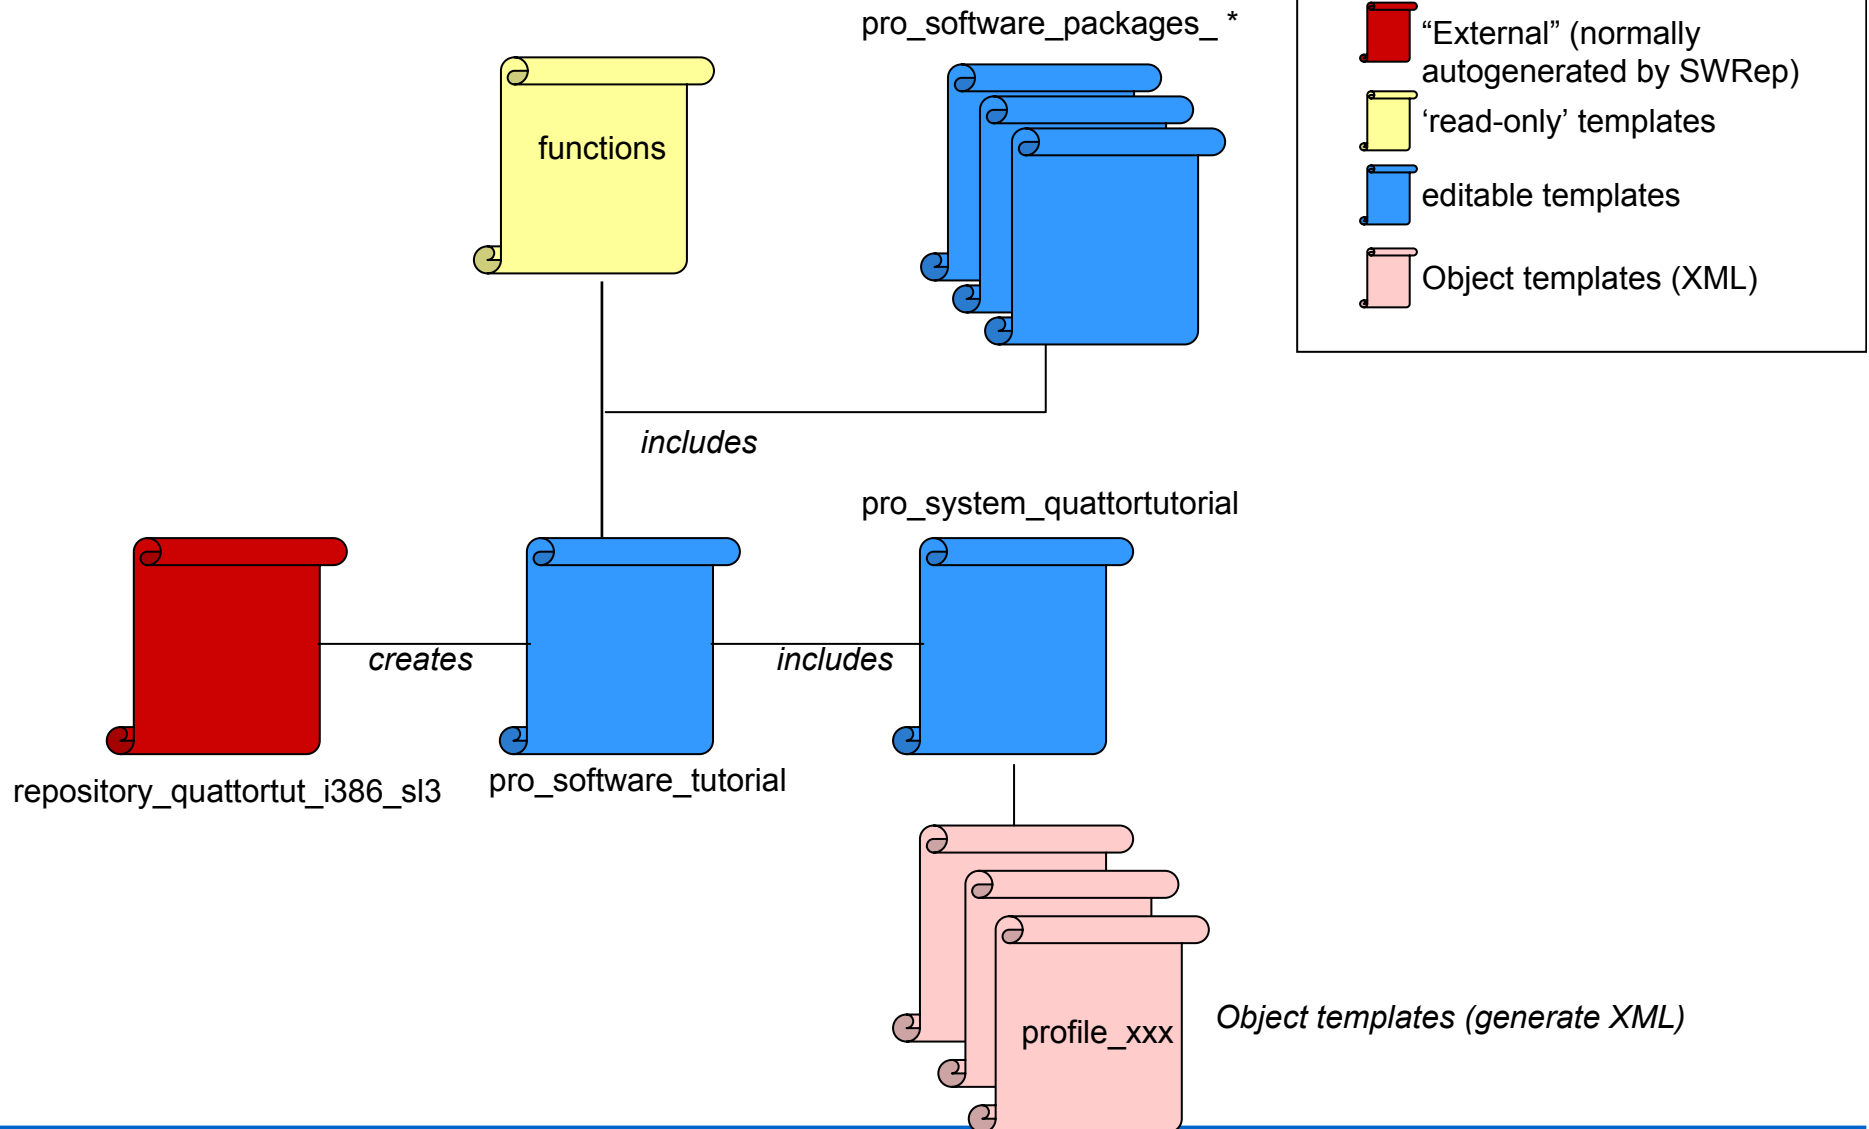 pro_software_packages_ *
“External” (normally
autogenerated by SWRep)
‘read-only’ templates
editable templates
Object templates (XML)
functions
includes
pro_system_quattortutorial
creates
includes
repository_quattortut_i386_sl3
pro_software_tutorial
profile_xxx
Object templates (generate XML)